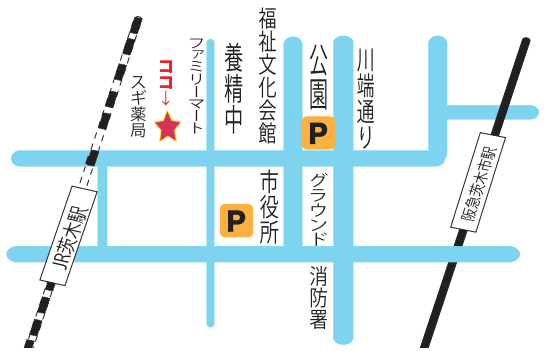 福祉文化会館
ファミリーマート
養精中
公園
川端通り
ココ→
スギ薬局
P
阪急茨木市駅
市役所
グラウンド
P
JR茨木駅
消防署